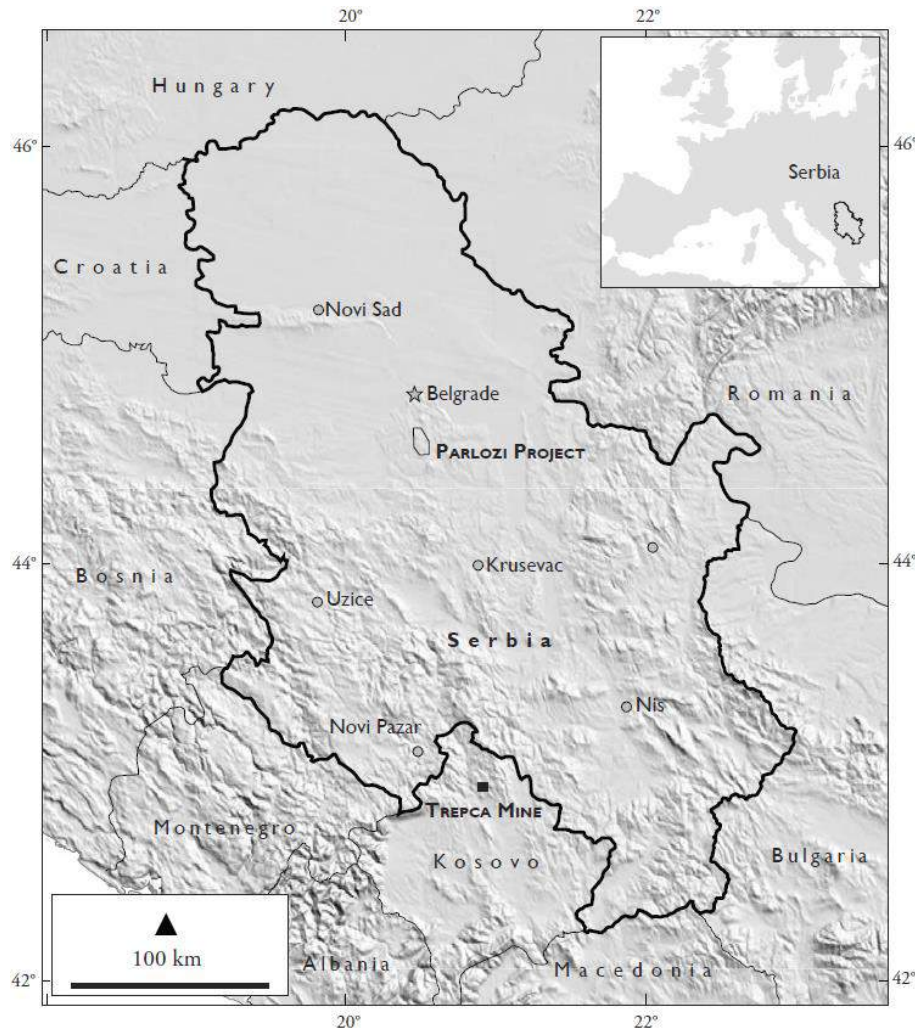 20°
22°
Hungary
46°
46°
Serbia
Croatia
Novi Sad
Romania
Belgrade
PARLOZI PROJECT
44°
44°
Bosnia
Krusevac
Uzice
Serbia
Nis
Novi Pazar
TREPCA MINE
Montenegro
Kosovo
Bulgaria
100 km
Albania
Macedonia
42°
42°
20°
22°